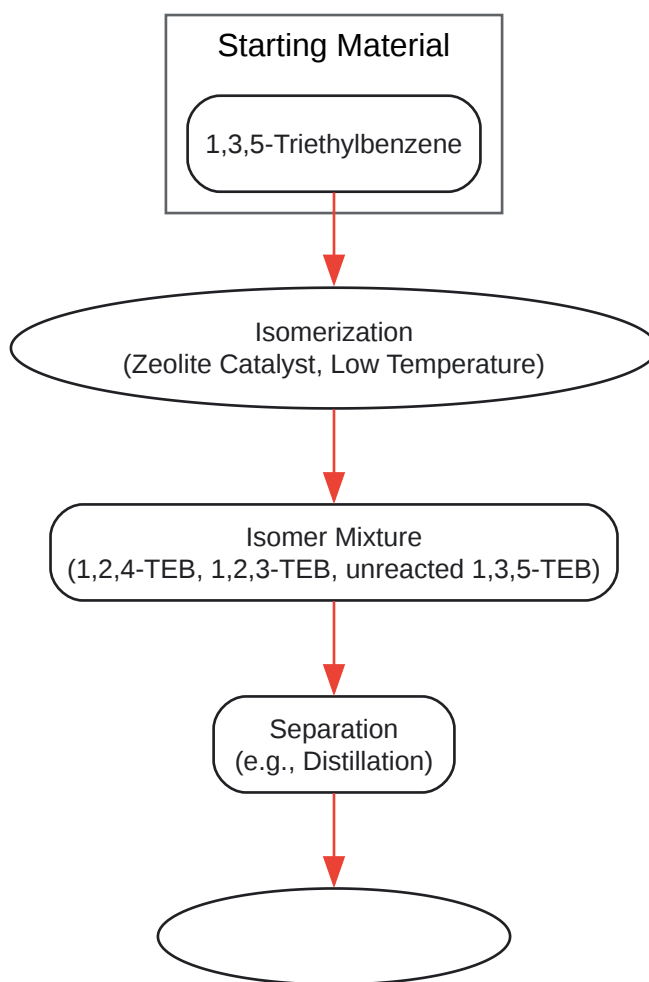 Starting Material
1,3,5-Triethylbenzene
Isomerization
(Zeolite Catalyst, Low Temperature)
Isomer Mixture
(1,2,4-TEB, 1,2,3-TEB, unreacted 1,3,5-TEB)
Separation
(e.g., Distillation)